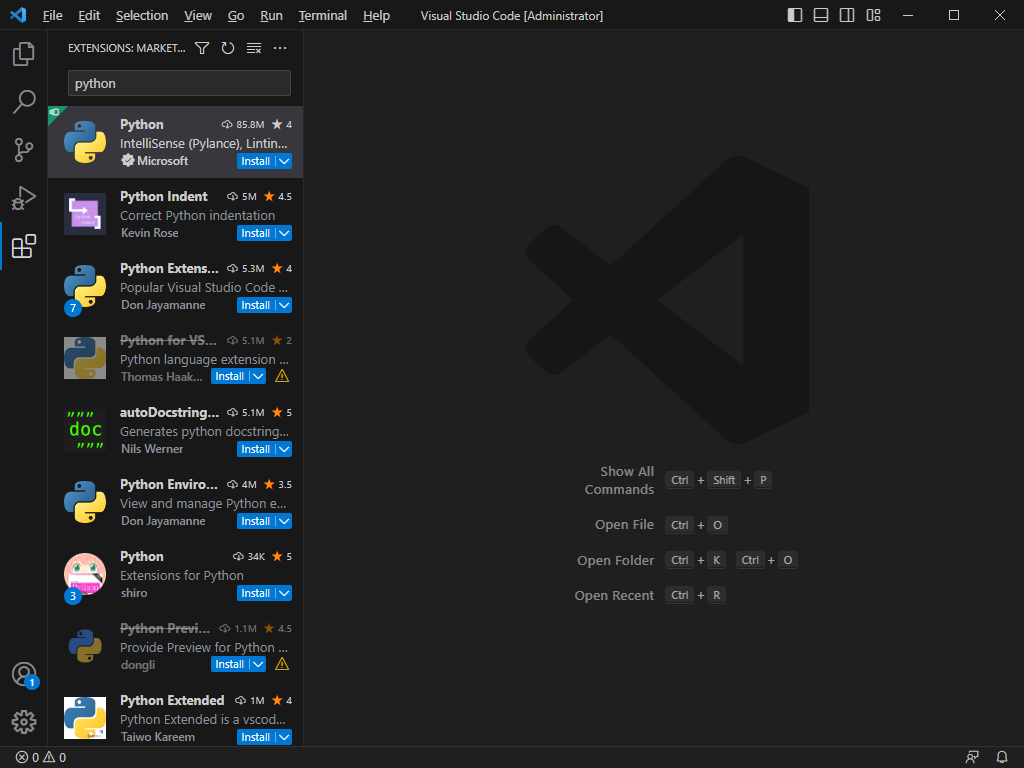 File Edit Selection View Go Run Terminal Help Visual Studio Code [Administrator]
EXTENSIONS: MARKET...
python
Python 85.8M 4
IntelliSense (Pylance), Lintin...
Microsoft Install
Python Indent 5M 4.5
Correct Python indentation
Kevin Rose Install
Python Extens... 5.3M 4
Popular Visual Studio Code ...
7 Don Jayamanne Install
Python for VS... 5.1M 2
Python language extension ...
Thomas Haak... Install
autoDocstring... 5.1M 5
""" doc """
Generates python docstring...
Nils Werner Install
Python Enviro... 4M 3.5
View and manage Python e...
Don Jayamanne Install
Python 34K 5
Extensions for Python
3 shiro Install
Python Previ... 1.1M 4.5
Provide Preview for Python ...
dongli Install
Python Extended 1M 4
Python Extended is a vscod...
Taiwo Kareem Install
Show All Commands Ctrl + Shift + P
Open File Ctrl + O
Open Folder Ctrl + K Ctrl + O
Open Recent Ctrl + R
1
0 0